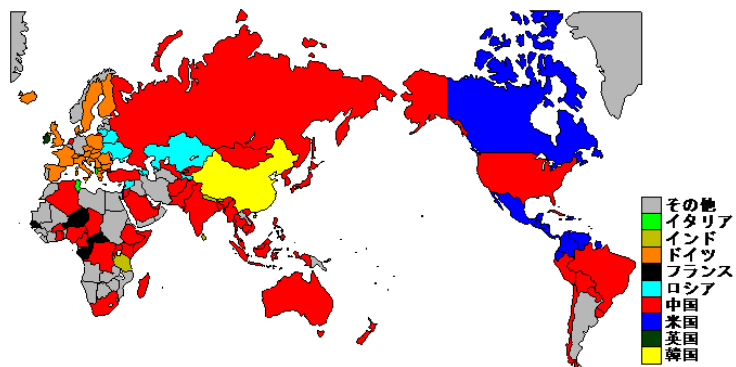 その他
イタリア
インド
ドイツ
フランス
ロシア
中国
米国
英国
韓国